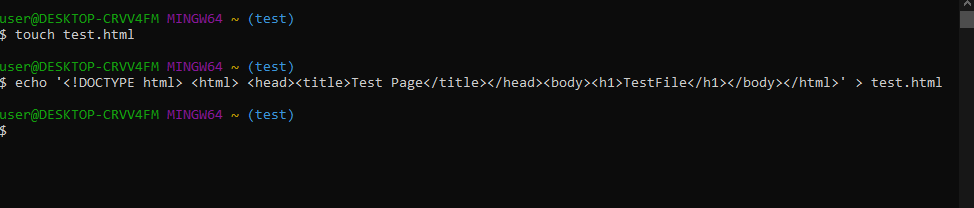 user@DESKTOP-CRVV4FM MINGW64 ~ (test)
$ touch test.html
user@DESKTOP-CRVV4FM MINGW64 ~ (test)
$ echo '<!DOCTYPE html> <html> <head><title>Test Page</title></head><body><h1>TestFile</h1></body></html>' > test.html
user@DESKTOP-CRVV4FM MINGW64 ~ (test)
$